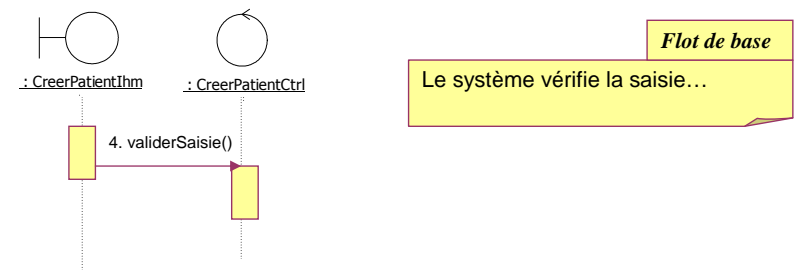 : CreerPatientIhm
: CreerPatientCtrl
4. validerSaisie()
Flot de base
Le système vérifie la saisie…